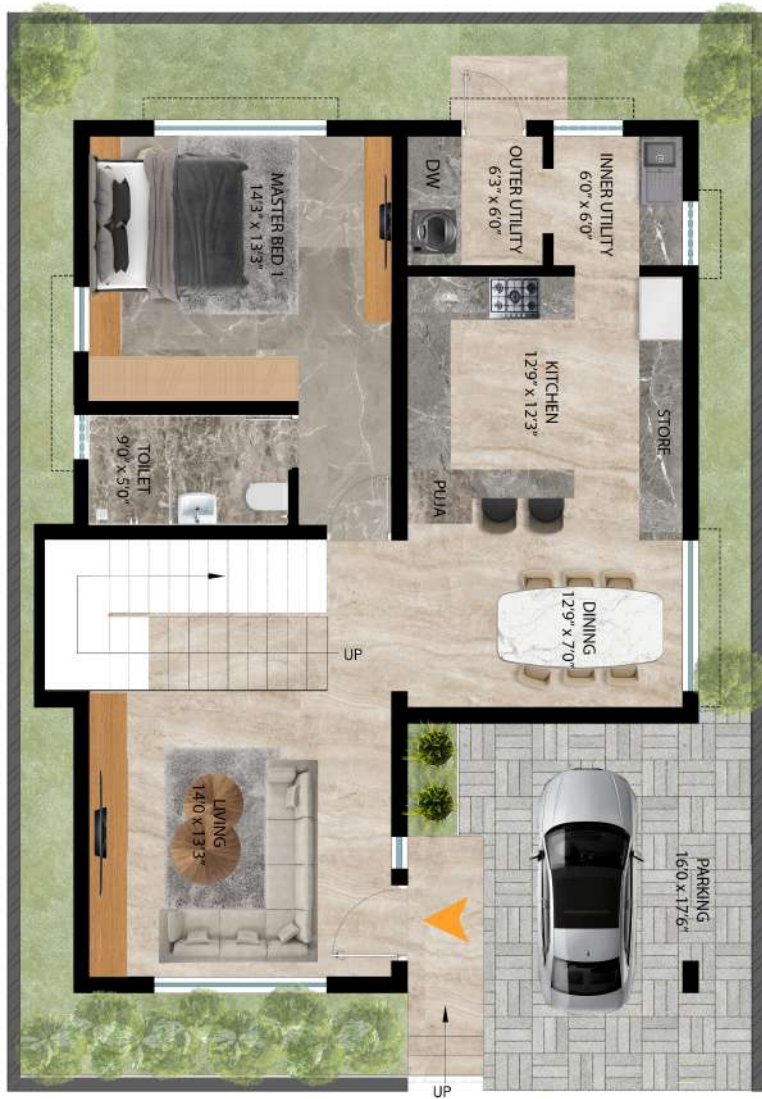 MASTER BED 1
14'3" x 13'3"
DW
OUTER UTILITY
6'3" x 6'0"
INNER UTILITY
6'0" x 6'0"
KITCHEN
12'9" x 12'3"
STORE
PUJA
TOILET
9'0" x 5'0"
UP
DINING
12'9" x 7'0"
LIVING
14'0 x 13'3"
PARKING
16'0 x 17'6"
UP